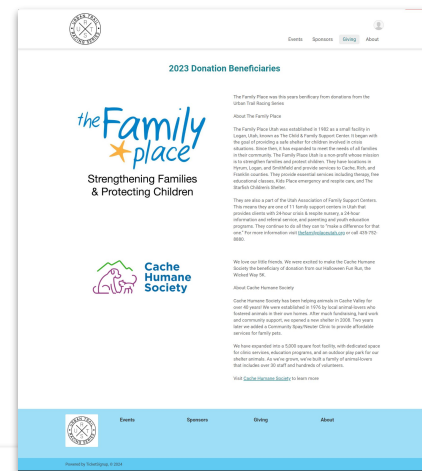 URBAN TRAIL
RACING SERIES
Events Sponsors Giving About
2023 Donation Beneficiaries
the Family place
Strengthening Families
& Protecting Children
The Family Place was this years benificary from donations from the
Urban Trail Racing Series
About The Family Place
The Family Place Utah was established in 1982 as a small facility in
Logan, Utah, known as The Child & Family Support Center. It began with
the goal of providing a safe shelter for children involved in crisis
situations. Since then, it has expanded to meet the needs of all families
in their community. The Family Place Utah is a non-profit whose mission
is to strengthen families and protect children. They have locations in
Hyrum, Logan, and Smithfield and provide services to Cache, Rich, and
Franklin counties. They provide essential services including therapy, free
educational classes, Kids Place emergency and respite care, and The
Starfish Children's Shelter.
They are also a part of the Utah Association of Family Support Centers.
This means they are one of 11 family support centers in Utah that
provides clients with 24-hour crisis & respite nursery, a 24-hour
information and referral service, and parenting and youth education
programs. They continue to do all they can to "make a difference for that
one." For more information visit thefamilyplaceutah.org or call 435-752-
8880.
Cache
Humane
Society
We love our little friends. We were excited to make the Cache Humane
Society the beneficiary of donation from our Halloween Fun Run, the
Wicked Way 5K.
About Cache Humane Society
Cache Humane Society has been helping animals in Cache Valley for
over 40 years! We were established in 1976 by local animal-lovers who
fostered animals in their own homes. After much fundraising, hard-work
and community support, we opened a new shelter in 2008. Two years
later we added a Community Spay/Neuter Clinic to provide affordable
services for family pets.
We have expanded into a 5,000 square foot facility, with dedicated space
for clinic services, education programs, and an outdoor play park for our
shelter animals. As we've grown, we've built a family of animal-lovers
that includes over 30 staff and hundreds of volunteers.
Visit Cache Humane Society to learn more.
Events Sponsors Giving About
Powered by TicketSignup, © 2024